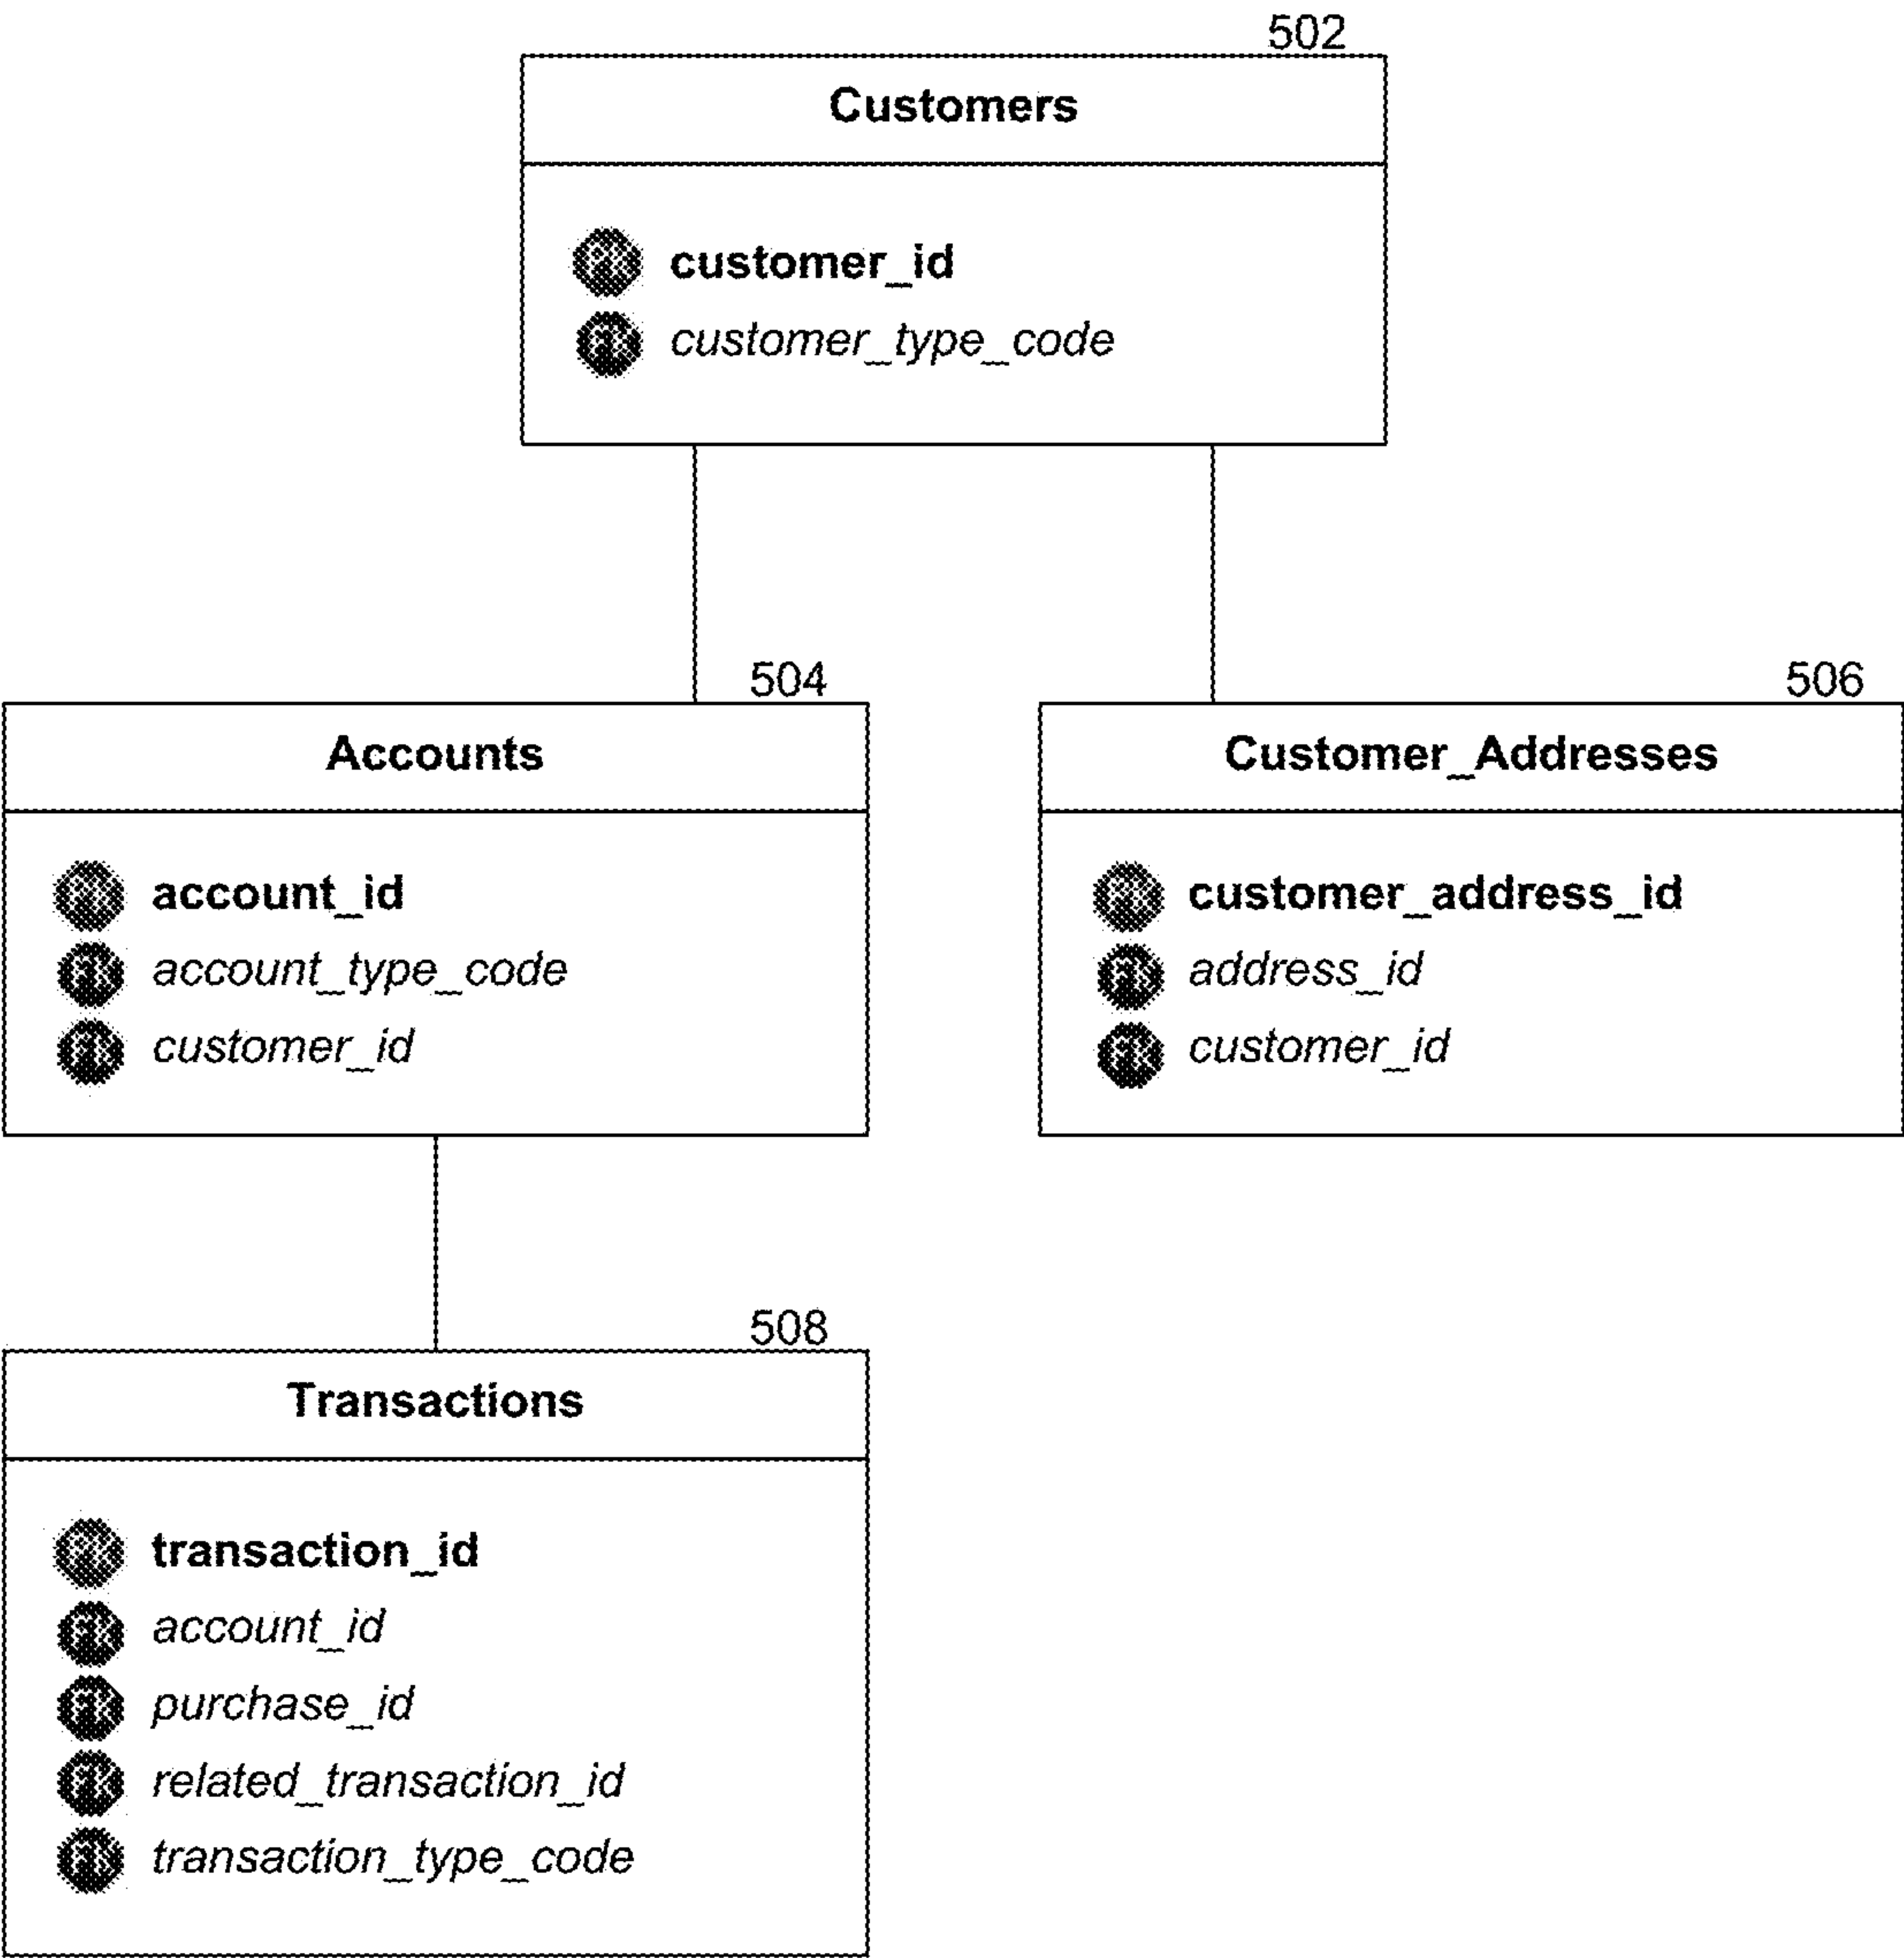 502
Customers
customer_id
customer_type_code
504
Accounts
account_id
account_type_code
customer_id
506
Customer_Addresses
customer_address_id
address_id
customer_id
508
Transactions
transaction_id
account_id
purchase_id
related_transaction_id
transaction_type_code